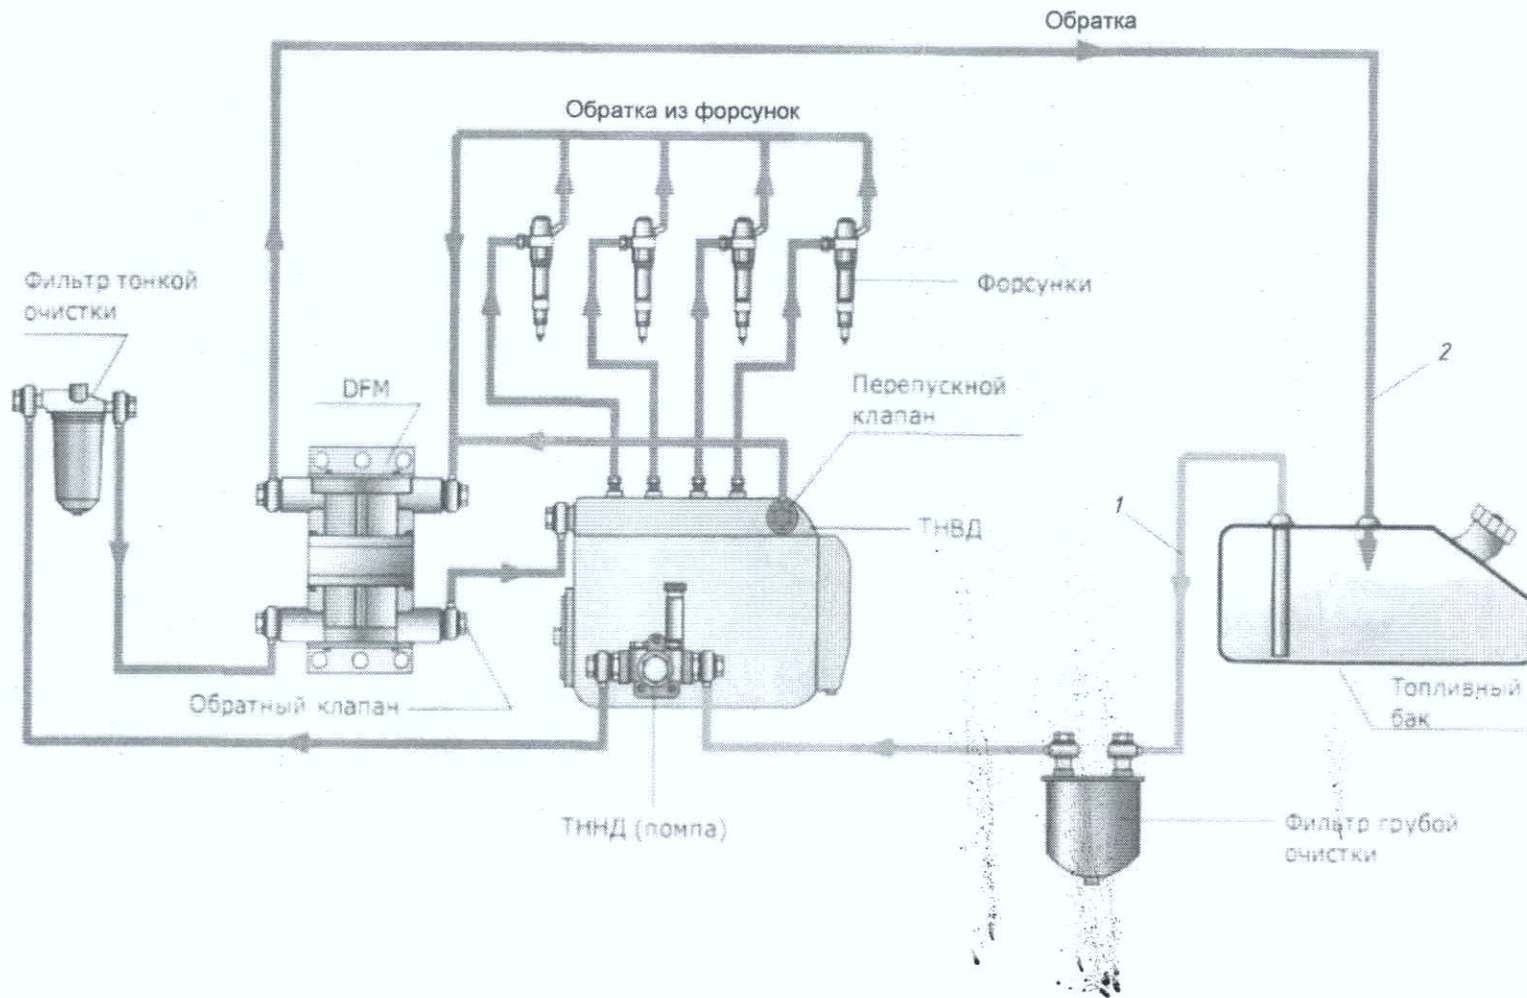 Обратка
Обратка из форсунок
Фильтр тонкой
очистки
Форсунки
2
DFM
Перепускной
клапан
1
ТНВД
Обратный клапан
Топливный
бак
ТННД (помпа)
Фильтр грубой
очистки